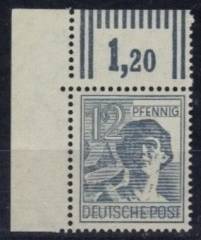 1,20
12 PFENNIG
DEUTSCHE POST